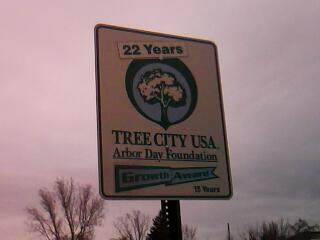 22 Years
TREE CITY USA
Arbor Day Foundation
Growth Award
15 Years